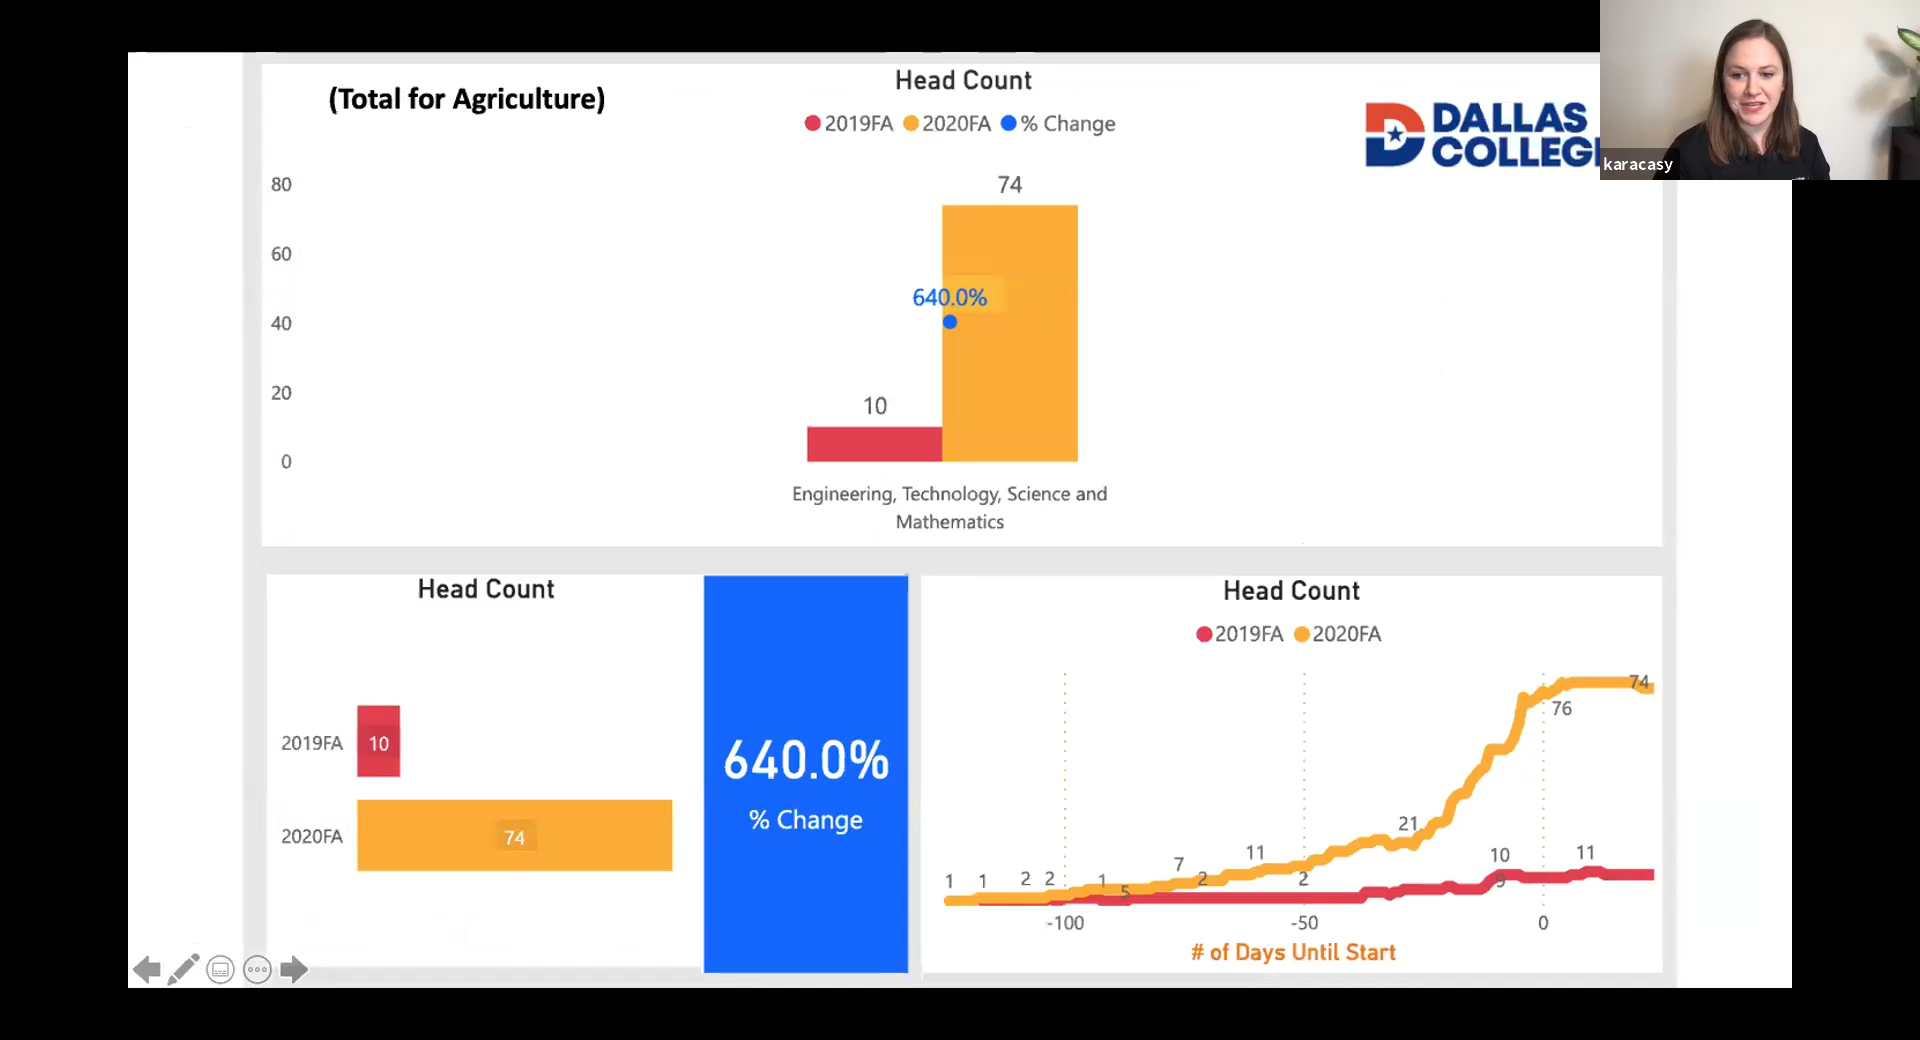 (Total for Agriculture)
Head Count
2019FA 2020FA % Change
DALLAS
COLLEG
karacasy
80
60
40
20
0
74
640.0%
10
Engineering, Technology, Science and
Mathematics
Head Count
2019FA
10
2020FA
74
640.0%
% Change
Head Count
2019FA 2020FA
74
76
21
11
7
10
11
1 1 2 2 1 5 2 2 9
-100 -50 0
# of Days Until Start